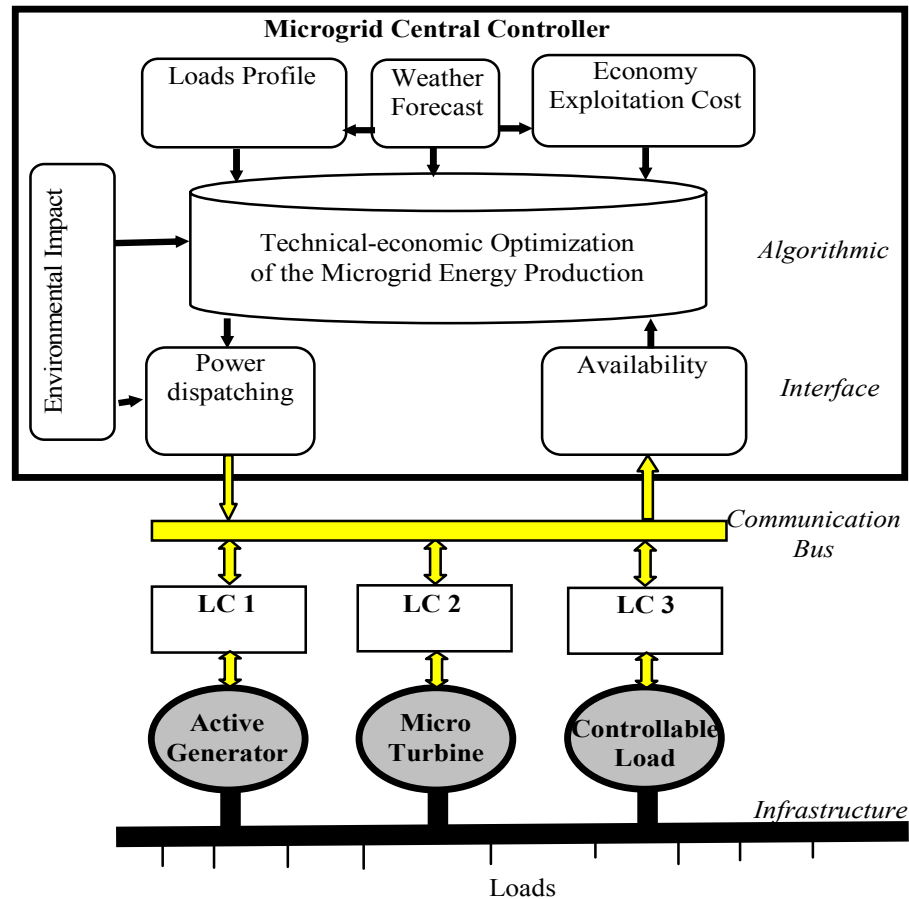 Microgrid Central Controller
Loads Profile
Weather
Forecast
Economy
Exploitation Cost
Environmental Impact
Technical-economic Optimization
of the Microgrid Energy Production
Algorithmic
Power
dispatching
Availability
Interface
Communication
Bus
LC 1
LC 2
LC 3
Active
Generator
Micro
Turbine
Controllable
Load
Infrastructure
Loads